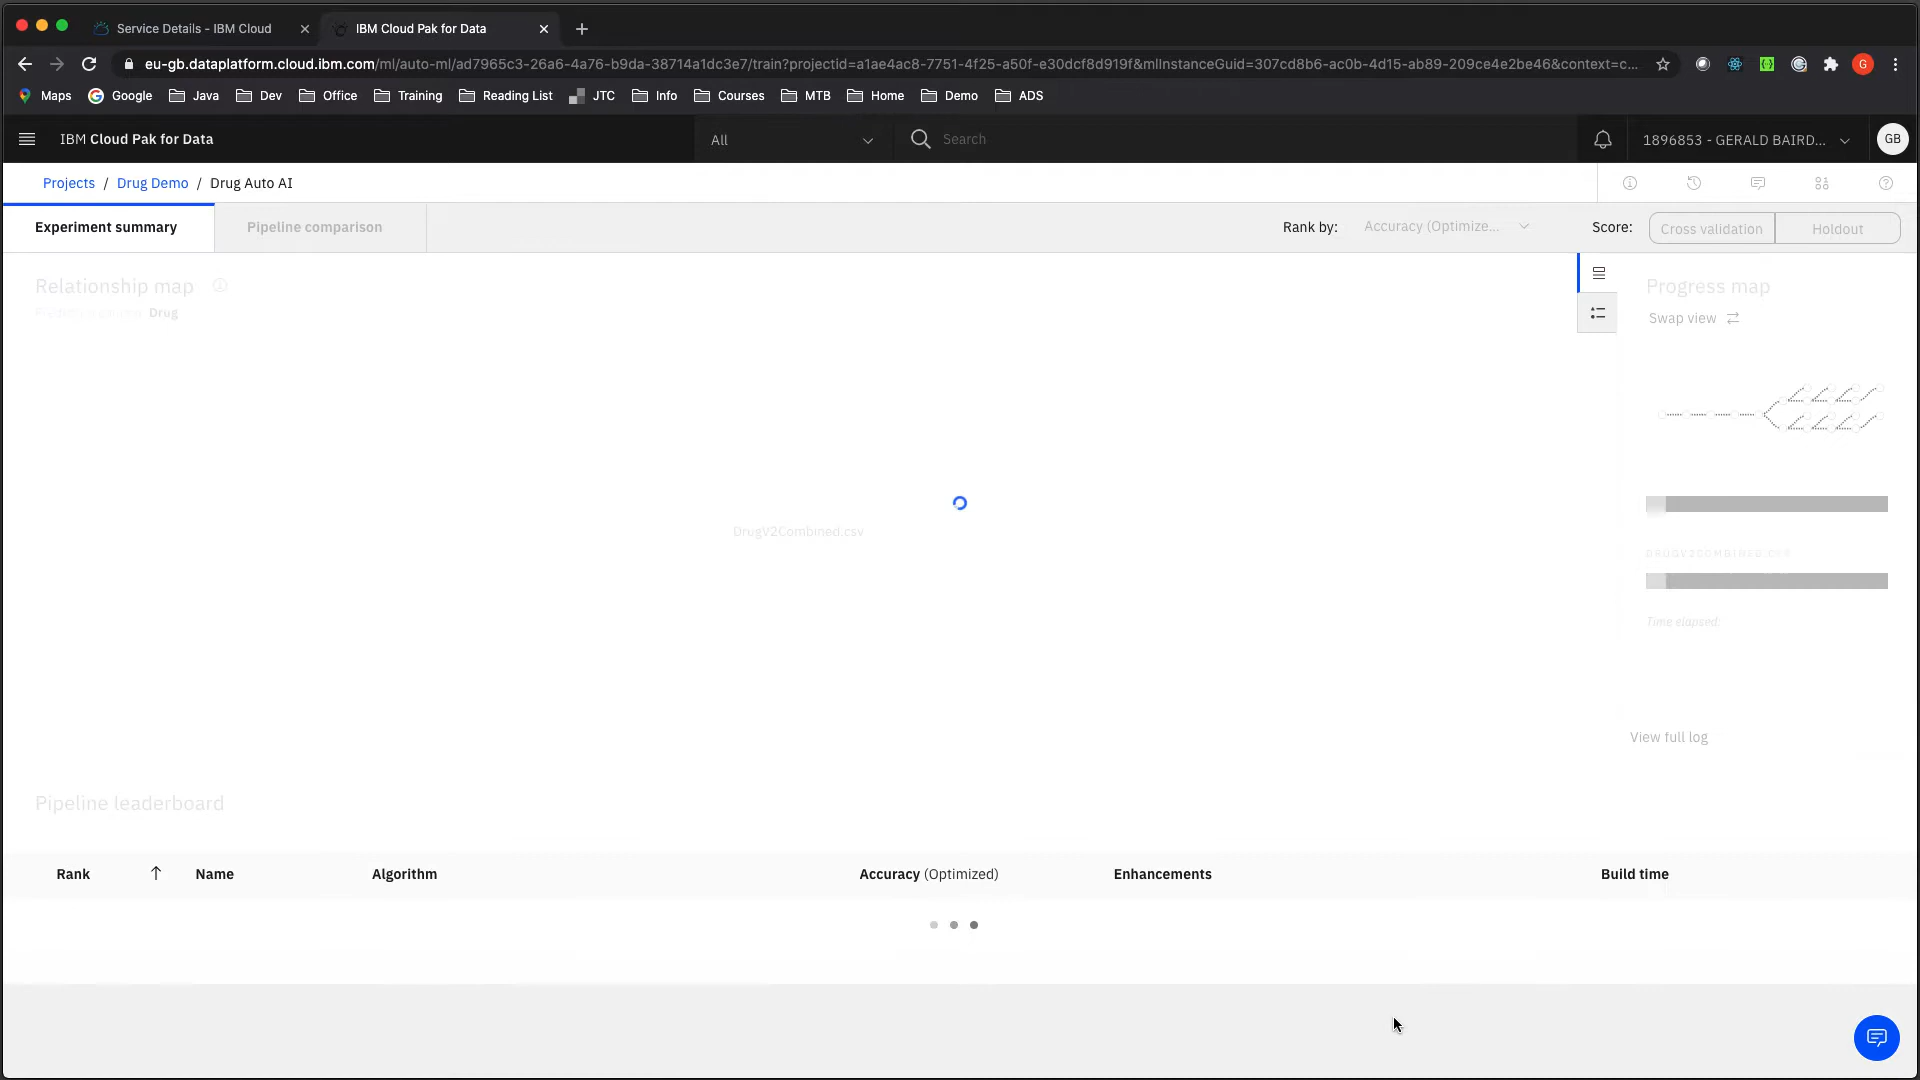 Service Details - IBM Cloud
IBM Cloud Pak for Data
eu-gb.dataplatform.cloud.ibm.com/ml/auto-ml/ad7965c3-26a6-4a76-b9da-38714a1dc3e7/train?projectid=a1ae4ac8-7751-4f25-a50f-e30dcf8d919f&mlInstanceGuid=307cd8b6-ac0b-4d15-ab89-209ce4e2be46&context=c...
G
Maps Google Java Dev Office Training Reading List JTC Info Courses MTB Home Demo ADS
IBM Cloud Pak for Data
All
Search
1896853 - GERALD BAIRD...
GB
Projects / Drug Demo / Drug Auto AI
Experiment summary
Pipeline comparison
Rank by: Accuracy (Optimize...
Score: Cross validation Holdout
Relationship map
Drug
Progress map
Swap view
DrugV2Combined.csv
DRUGV2COMBINED.CSV
Time elapsed:
View full log
Pipeline leaderboard
Rank Name Algorithm Accuracy (Optimized) Enhancements Build time